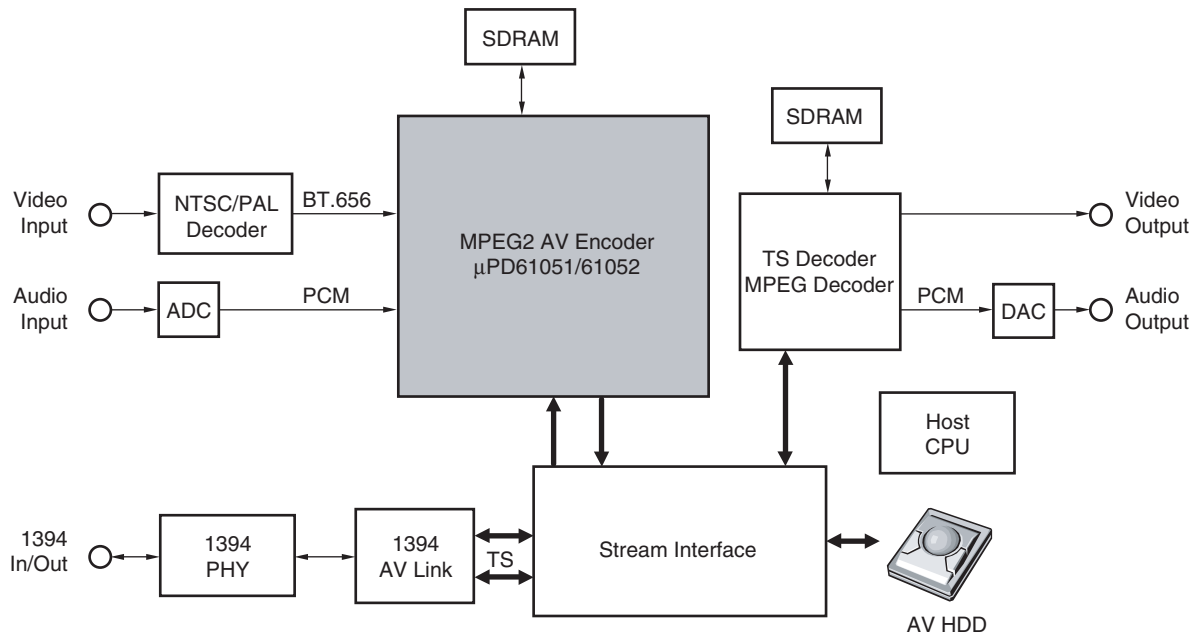 SDRAM
SDRAM
Video
Input
NTSC/PAL
Decoder
BT.656
MPEG2 AV Encoder
μPD61051/61052
TS Decoder
MPEG Decoder
Video
Output
Audio
Input
ADC
PCM
PCM
DAC
Audio
Output
Host
CPU
1394
In/Out
1394
PHY
1394
AV Link
TS
Stream Interface
AV HDD